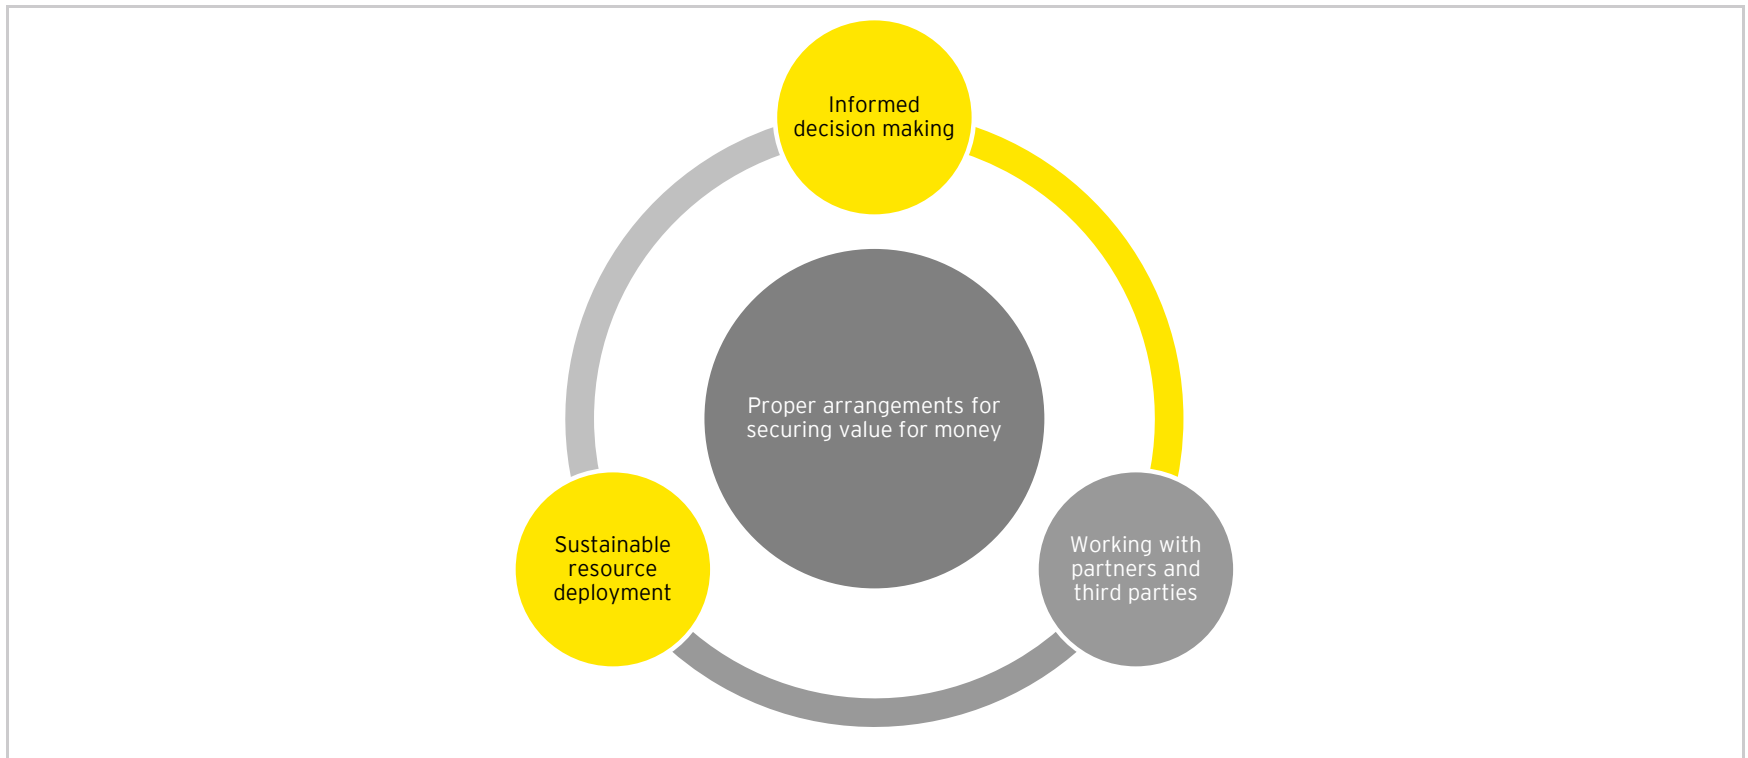 Informed
decision making
Proper arrangements for
securing value for money
Sustainable
resource
deployment
Working with
partners and
third parties